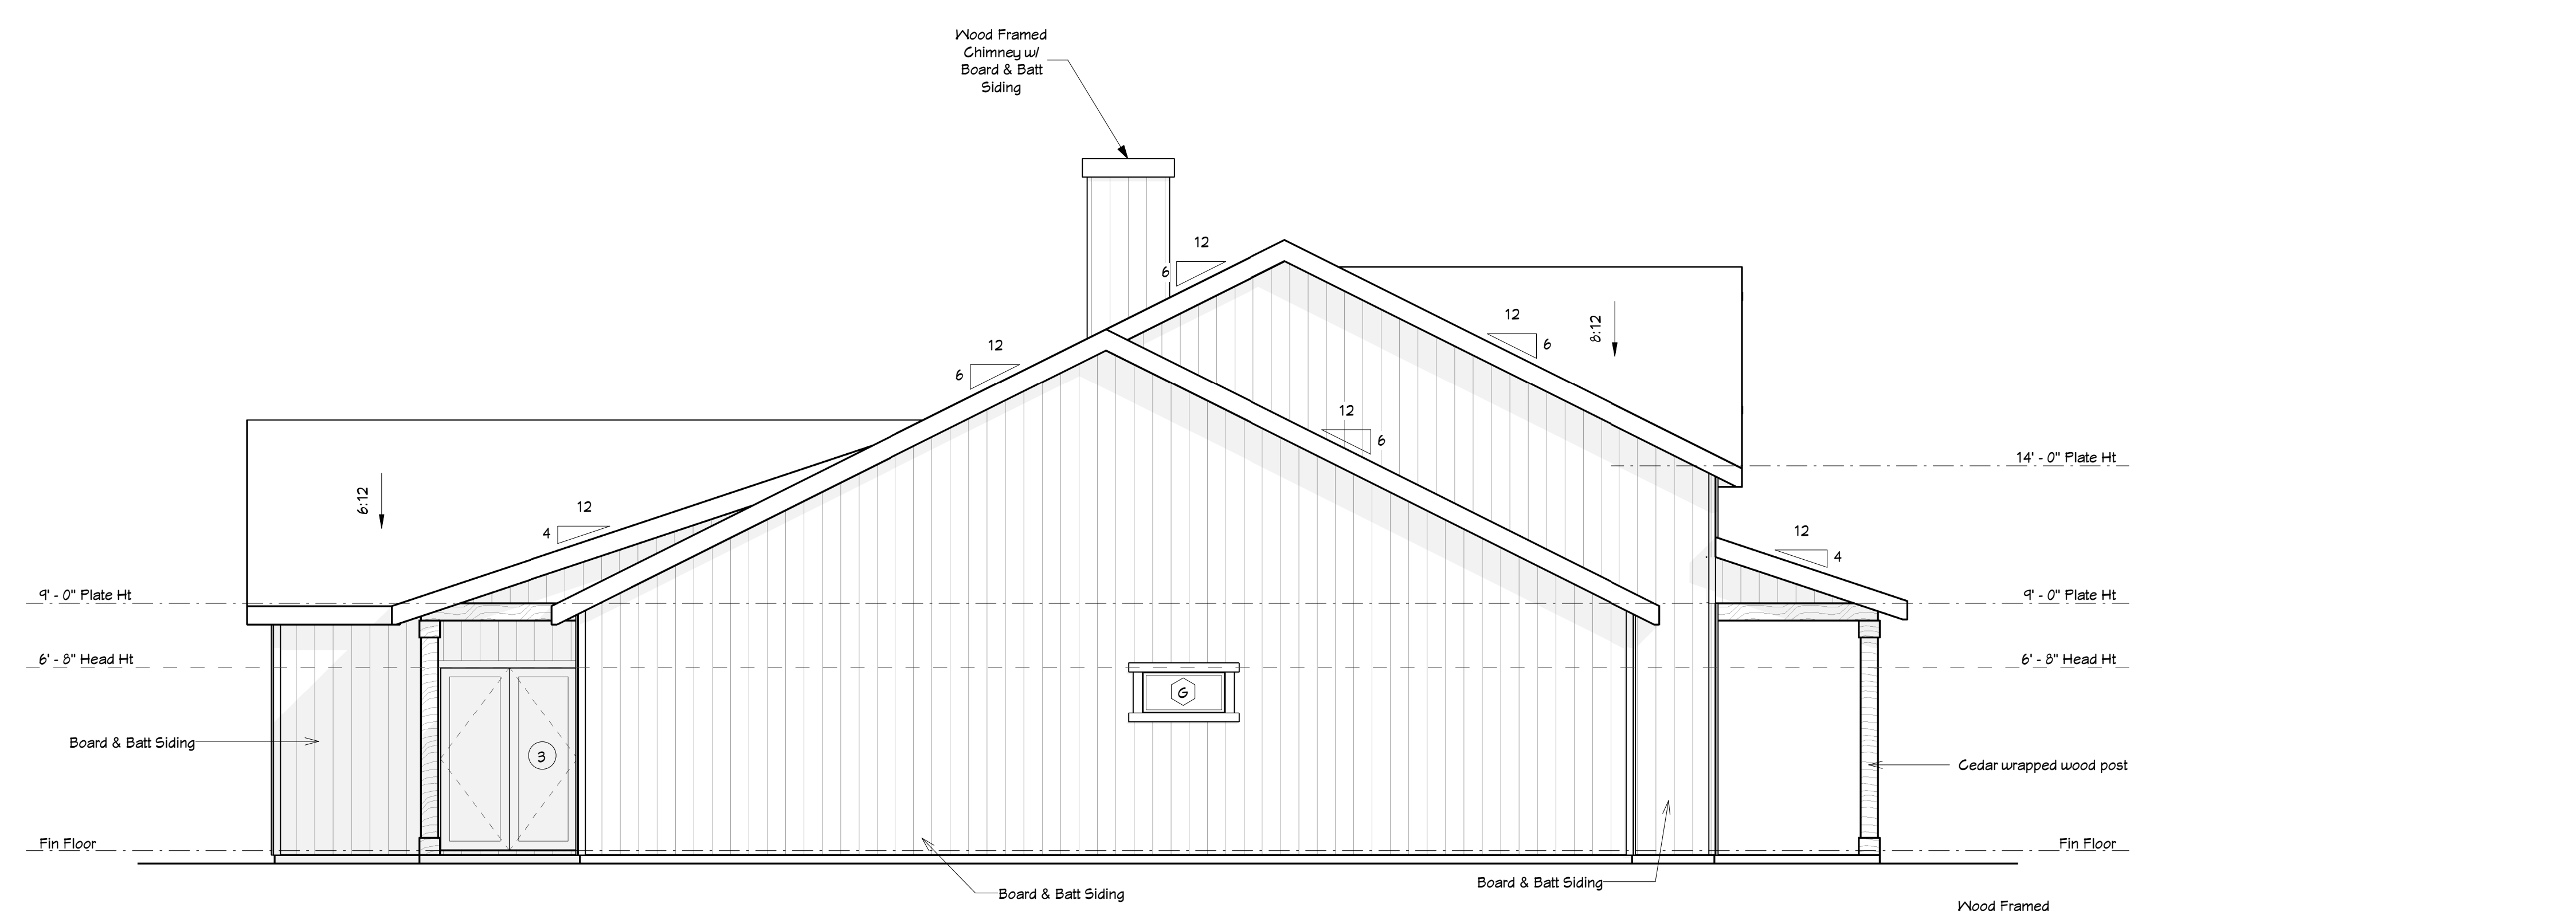 Wood Framed
Chimney w/
Board & Batt
Siding
12
6
12
6
12
6
8:12
12
6
14' - 0" Plate Ht
6:12
12
4
12
4
9' - 0" Plate Ht
9' - 0" Plate Ht
6' - 8" Head Ht
6' - 8" Head Ht
G
Board & Batt Siding
3
Cedar wrapped wood post
Fin Floor
Fin Floor
Board & Batt Siding
Board & Batt Siding
Wood Framed